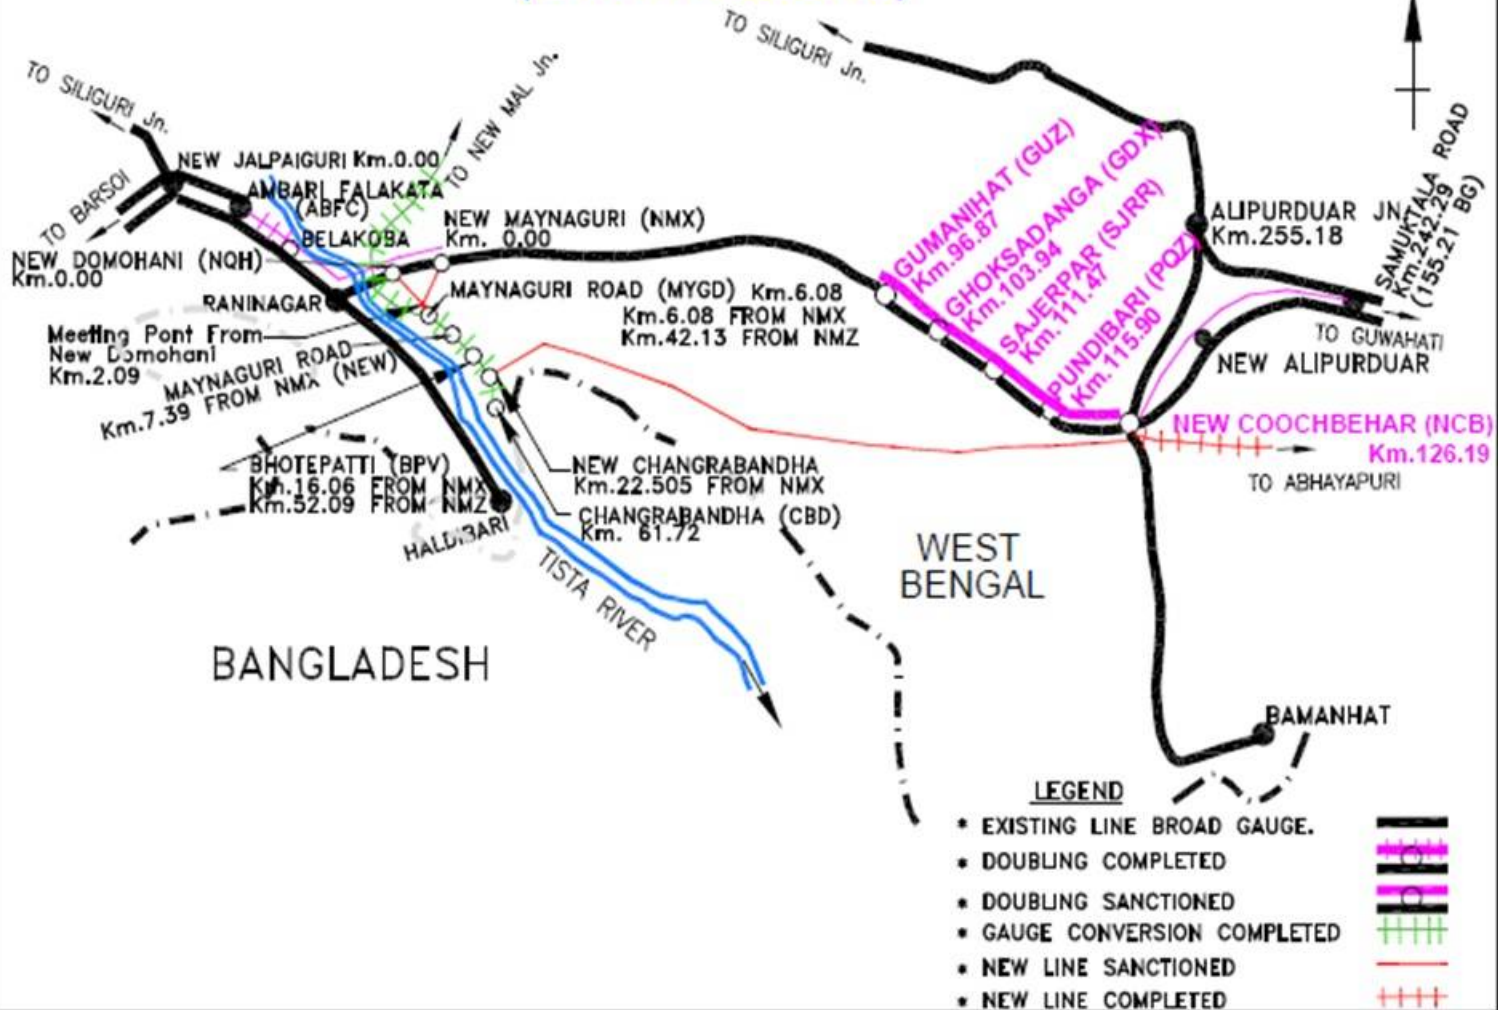 TO SILIGURI Jn.
TO SILIGURI Jn.
TO NEW MAL Jn.
NEW JALPAIGURI Km.0.00
TO BARSOI
AMBARI FALAKATA
(ABFC)
BELAKOBA
NEW DOMOHANI (NQH)
Km.0.00
NEW MAYNAGURI (NMX)
Km. 0.00
RANINAGAR
MAYNAGURI ROAD (MYGD) Km.6.08
Km.6.08 FROM NMX
Km.42.13 FROM NMZ
Meetting Pont From
New Domohani
Km.2.09
MAYNAGURI ROAD
Km.7.39 FROM NMX (NEW)
GUMANIHAT (GUZ)
Km.96.87
GHOKSADANGA (GDX)
Km.103.94
SAJERPAR (SJRR)
Km.111.47
PUNDIBARI (PQZ)
Km.115.90
ALIPURDUAR JN.
Km.255.18
SAMUKTALA ROAD
Km.242.29
(155.21 BG)
TO GUWAHATI
NEW ALIPURDUAR
NEW COOCHBEHAR (NCB)
Km.126.19
TO ABHAYAPURI
BHOTEPATTI (BPV)
Km.16.06 FROM NMX
Km.52.09 FROM NMZ
NEW CHANGRABANDHA
Km.22.505 FROM NMX
CHANGRABANDHA (CBD)
Km. 61.72
HALDIBARI
TISTA RIVER
WEST
BENGAL
BANGLADESH
BAMANHAT
LEGEND
* EXISTING LINE BROAD GAUGE.
* DOUBLING COMPLETED
* DOUBLING SANCTIONED
* GAUGE CONVERSION COMPLETED
* NEW LINE SANCTIONED
* NEW LINE COMPLETED